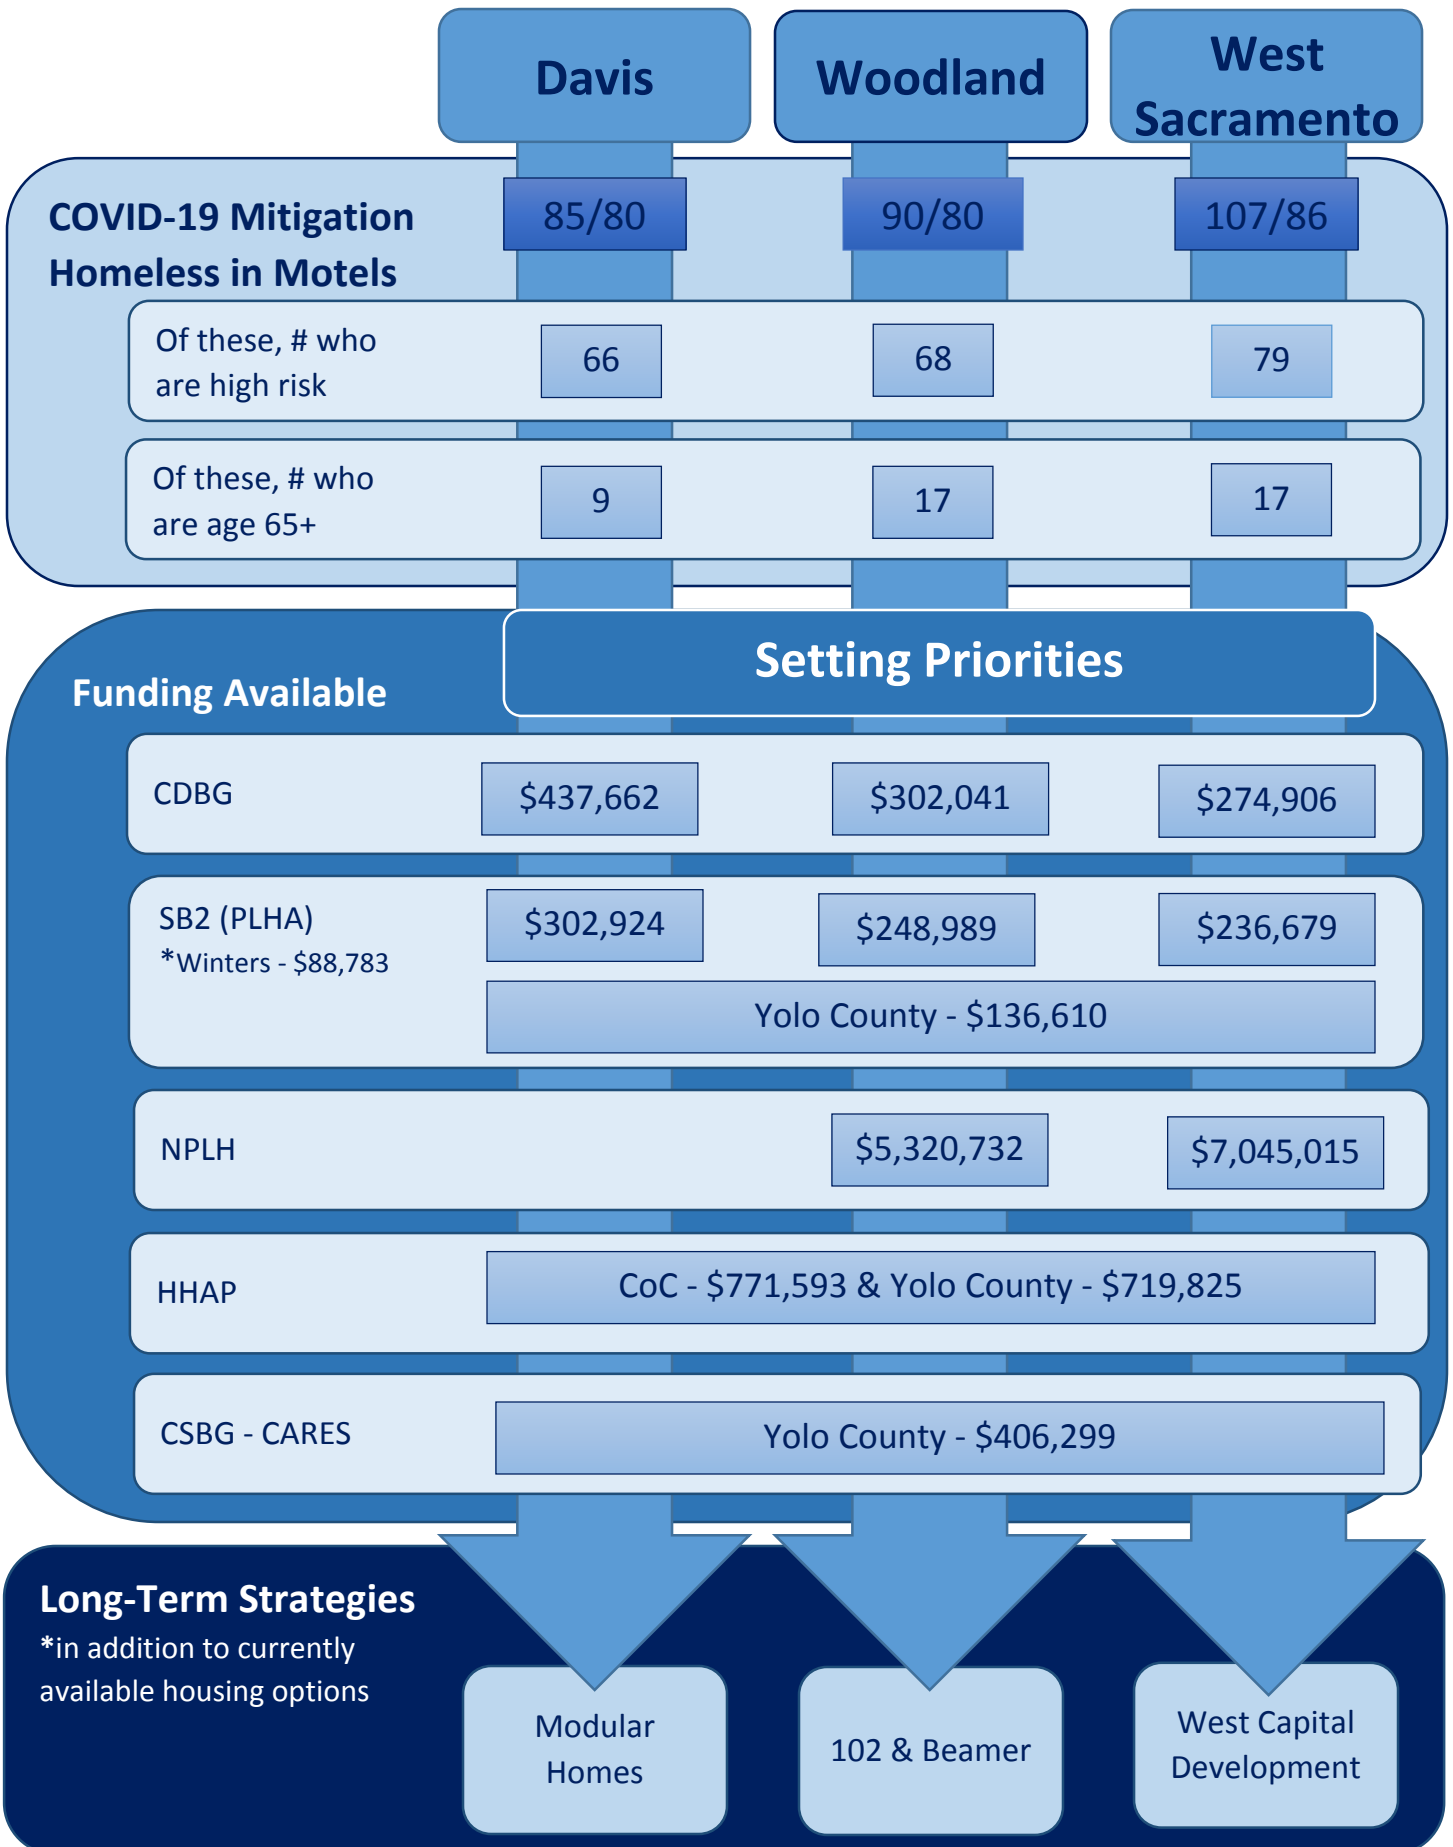 Davis
Woodland
West
Sacramento
COVID-19 Mitigation
Homeless in Motels
85/80
90/80
107/86
Of these, # who
are high risk
66
68
79
Of these, # who
are age 65+
9
17
17
Setting Priorities
Funding Available
CDBG
$437,662
$302,041
$274,906
SB2 (PLHA)
*Winters - $88,783
$302,924
$248,989
$236,679
Yolo County - $136,610
NPLH
$5,320,732
$7,045,015
HHAP
CoC - $771,593 & Yolo County - $719,825
CSBG - CARES
Yolo County - $406,299
Long-Term Strategies
*in addition to currently
available housing options
Modular
Homes
102 & Beamer
West Capital
Development